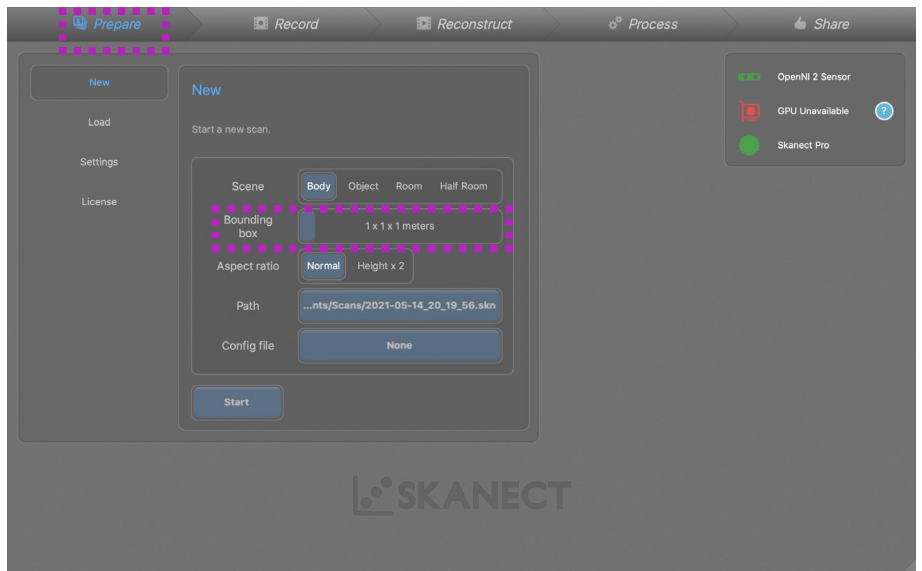 Prepare
Record
Reconstruct
Process
Share
New
Load
Settings
License
New
Start a new scan.
Scene
Body
Object
Room
Half Room
Bounding
box
1 x 1 x 1 meters
Aspect ratio
Normal
Height x 2
Path
...nts/Scans/2021-05-14_20_19_56.skn
Config file
None
Start
OpenNI 2 Sensor
GPU Unavailable
?
Skanect Pro
SKANECT